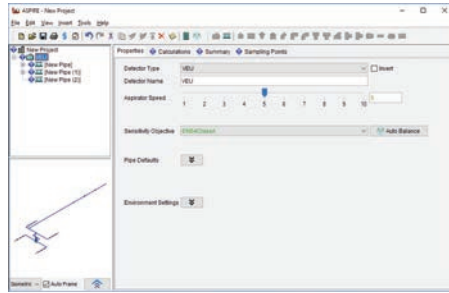 ASPIRE - New Project
File Edit View Insert Tools Help
New Project
VEU
[New Pipe]
[New Pipe (1)]
[New Pipe (2)]
Properties Calculations Summary Sampling Points
Detector Type VEU Invert
Detector Name VEU
Aspirator Speed 5
1 2 3 4 5 6 7 8 9 10
Sensitivity Objective Auto Balance
Pipe Defaults
Environment Settings
Isometric Auto Frame